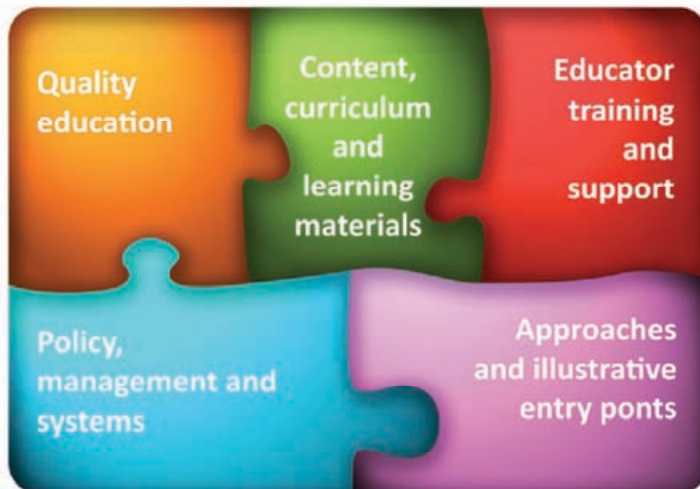 Quality
education
Content,
curriculum
and
learning
materials
Educator
training
and
support
Policy,
management and
systems
Approaches
and illustrative
entry ponts